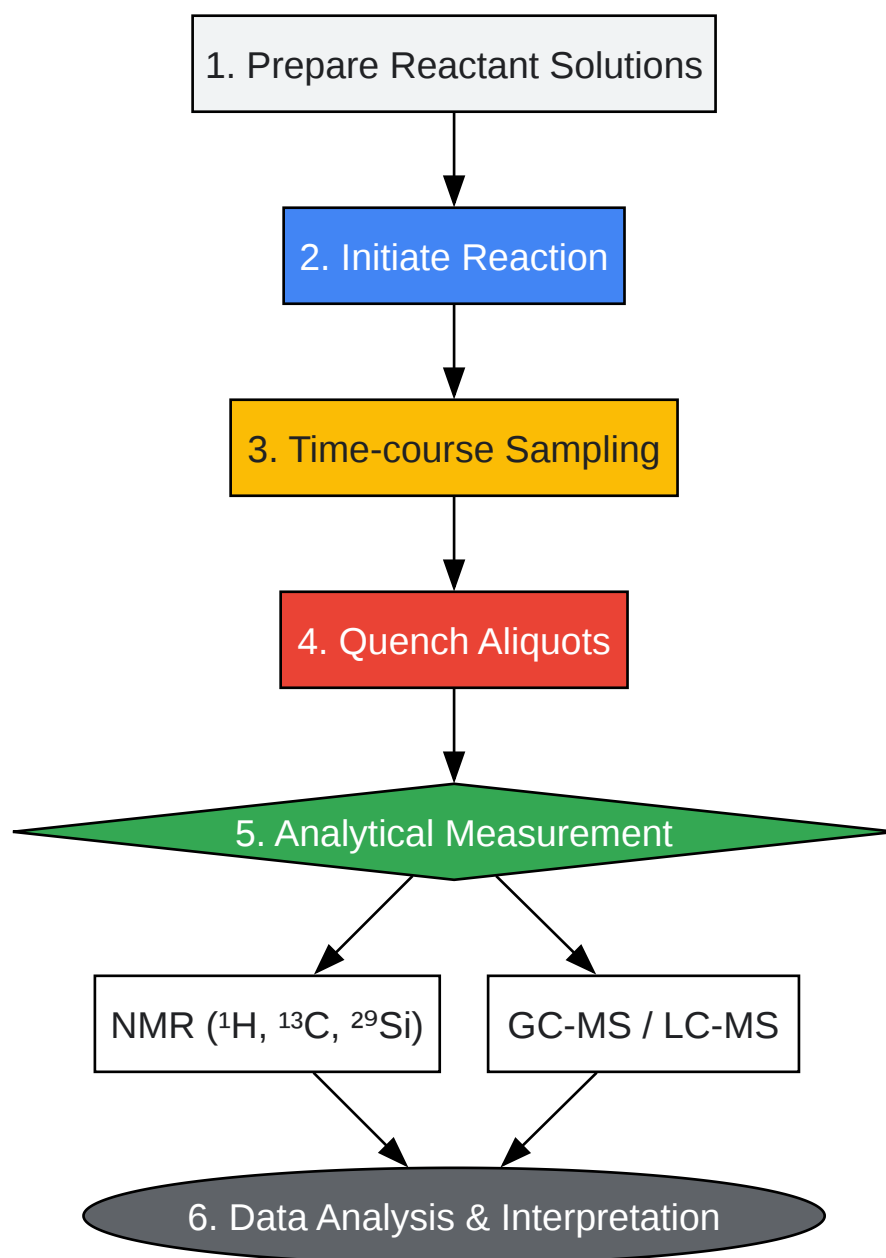 1. Prepare Reactant Solutions
2. Initiate Reaction
3. Time-course Sampling
4. Quench Aliquots
5. Analytical Measurement
NMR (¹H, ¹³C, ²⁹Si)
GC-MS / LC-MS
6. Data Analysis & Interpretation